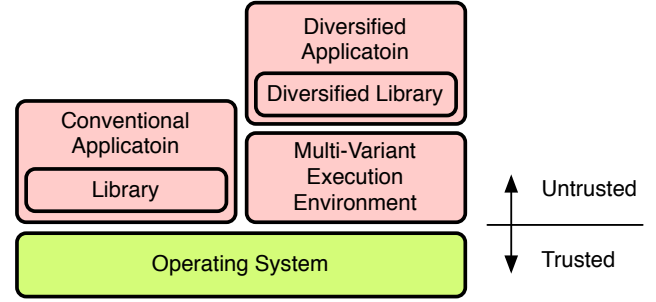 Diversified
Applicatoin
Diversified Library
Conventional
Applicatoin
Library
Multi-Variant
Execution
Environment
Untrusted
Trusted
Operating System